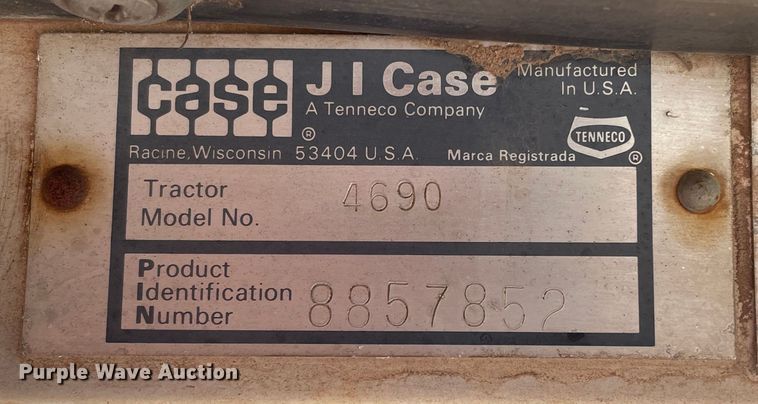 case
J I Case
A Tenneco Company
®
Manufactured
In U.S.A.
TENNECO
®
Racine, Wisconsin 53404 U.S.A.
Marca Registrada
Tractor
Model No.
4690
Product
Identification
Number
8857852
Purple Wave Auction